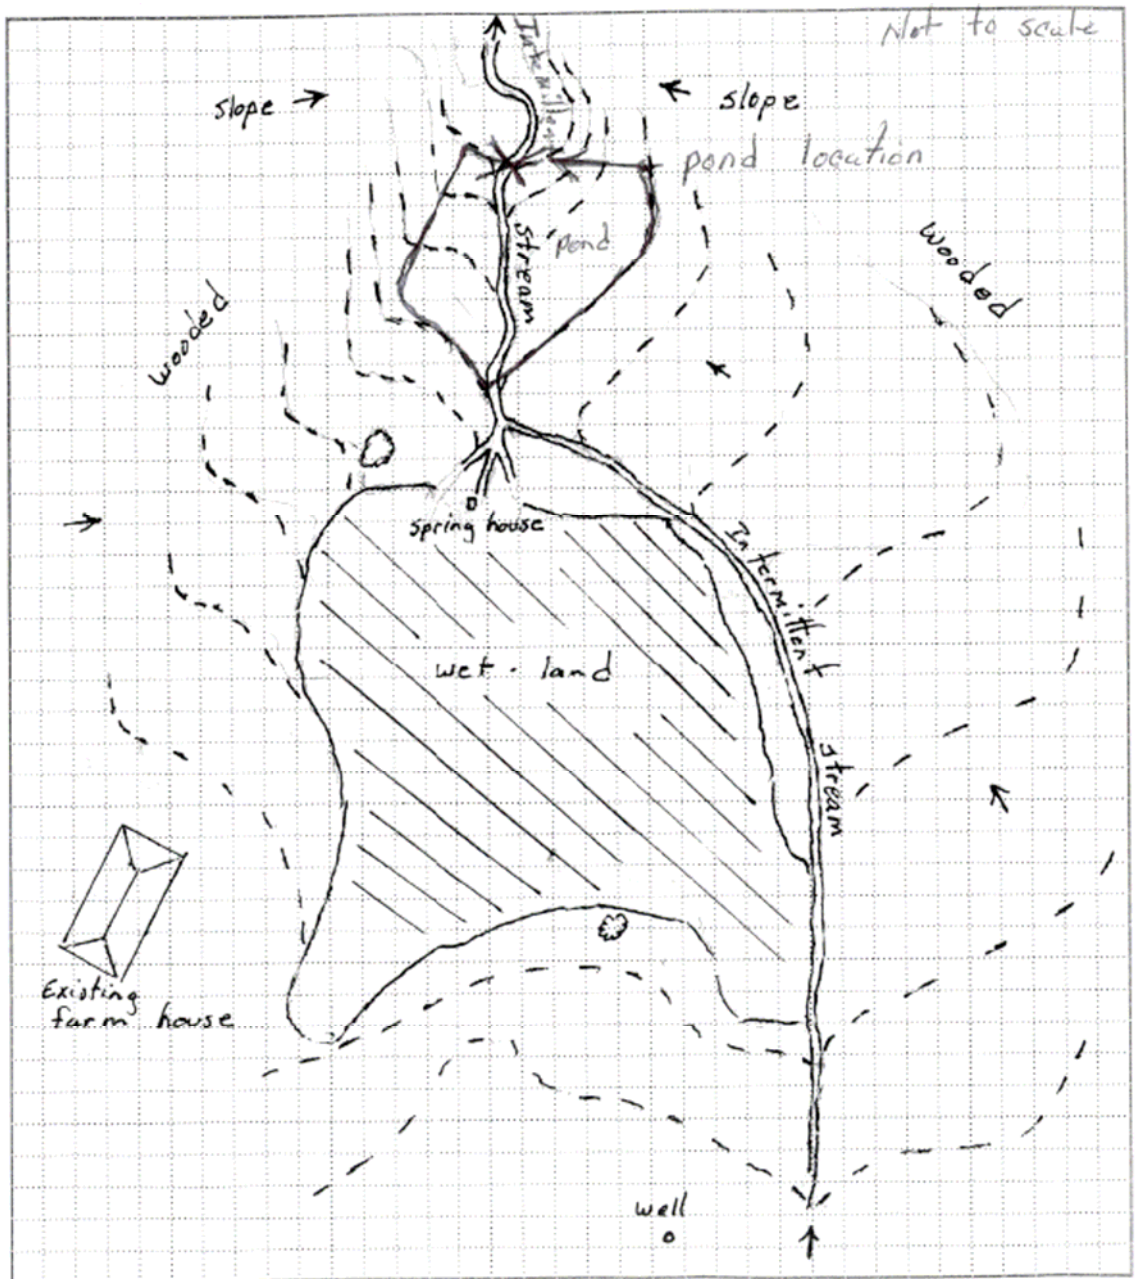 Not to scale
Intermittent
slope
slope
pond location
stream
pond
wooded
wooded
spring house
Intermittent
stream
wet-land
Existing
farm house
well